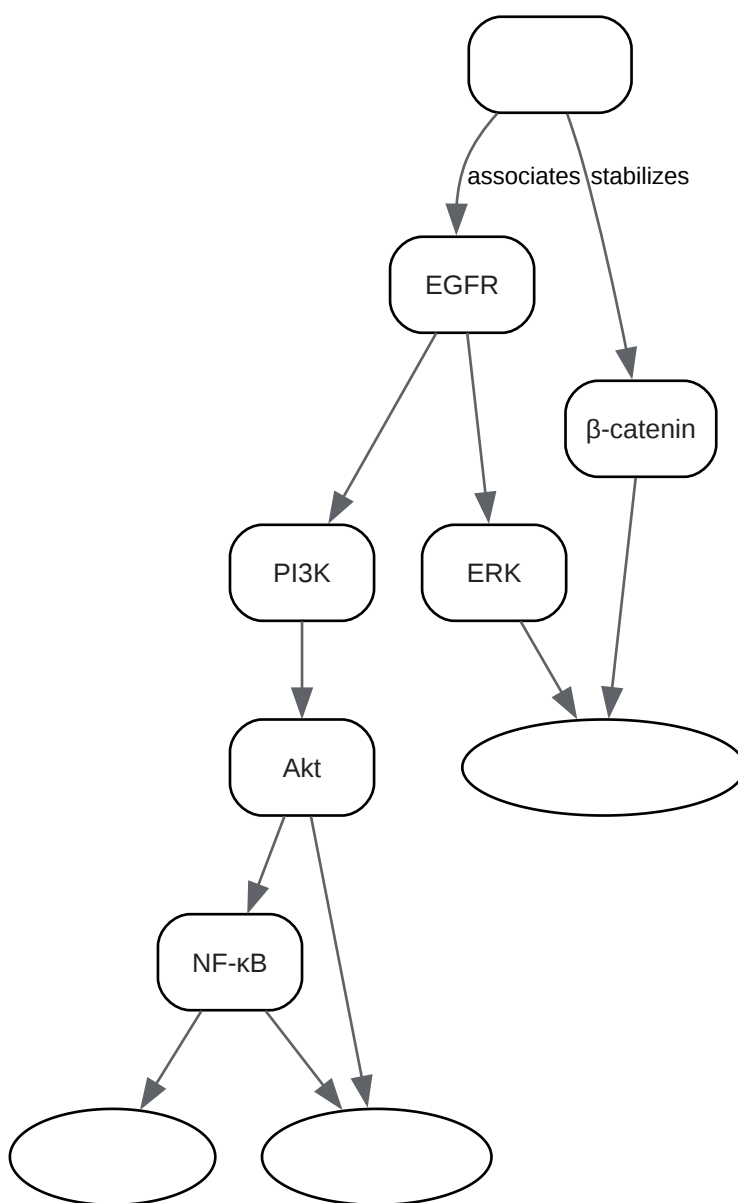 associates
stabilizes
EGFR
β-catenin
PI3K
ERK
Akt
NF-κB